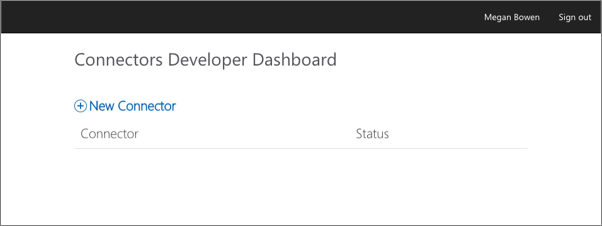 Megan Bowen Sign out
Connectors Developer Dashboard
New Connector
Connector Status